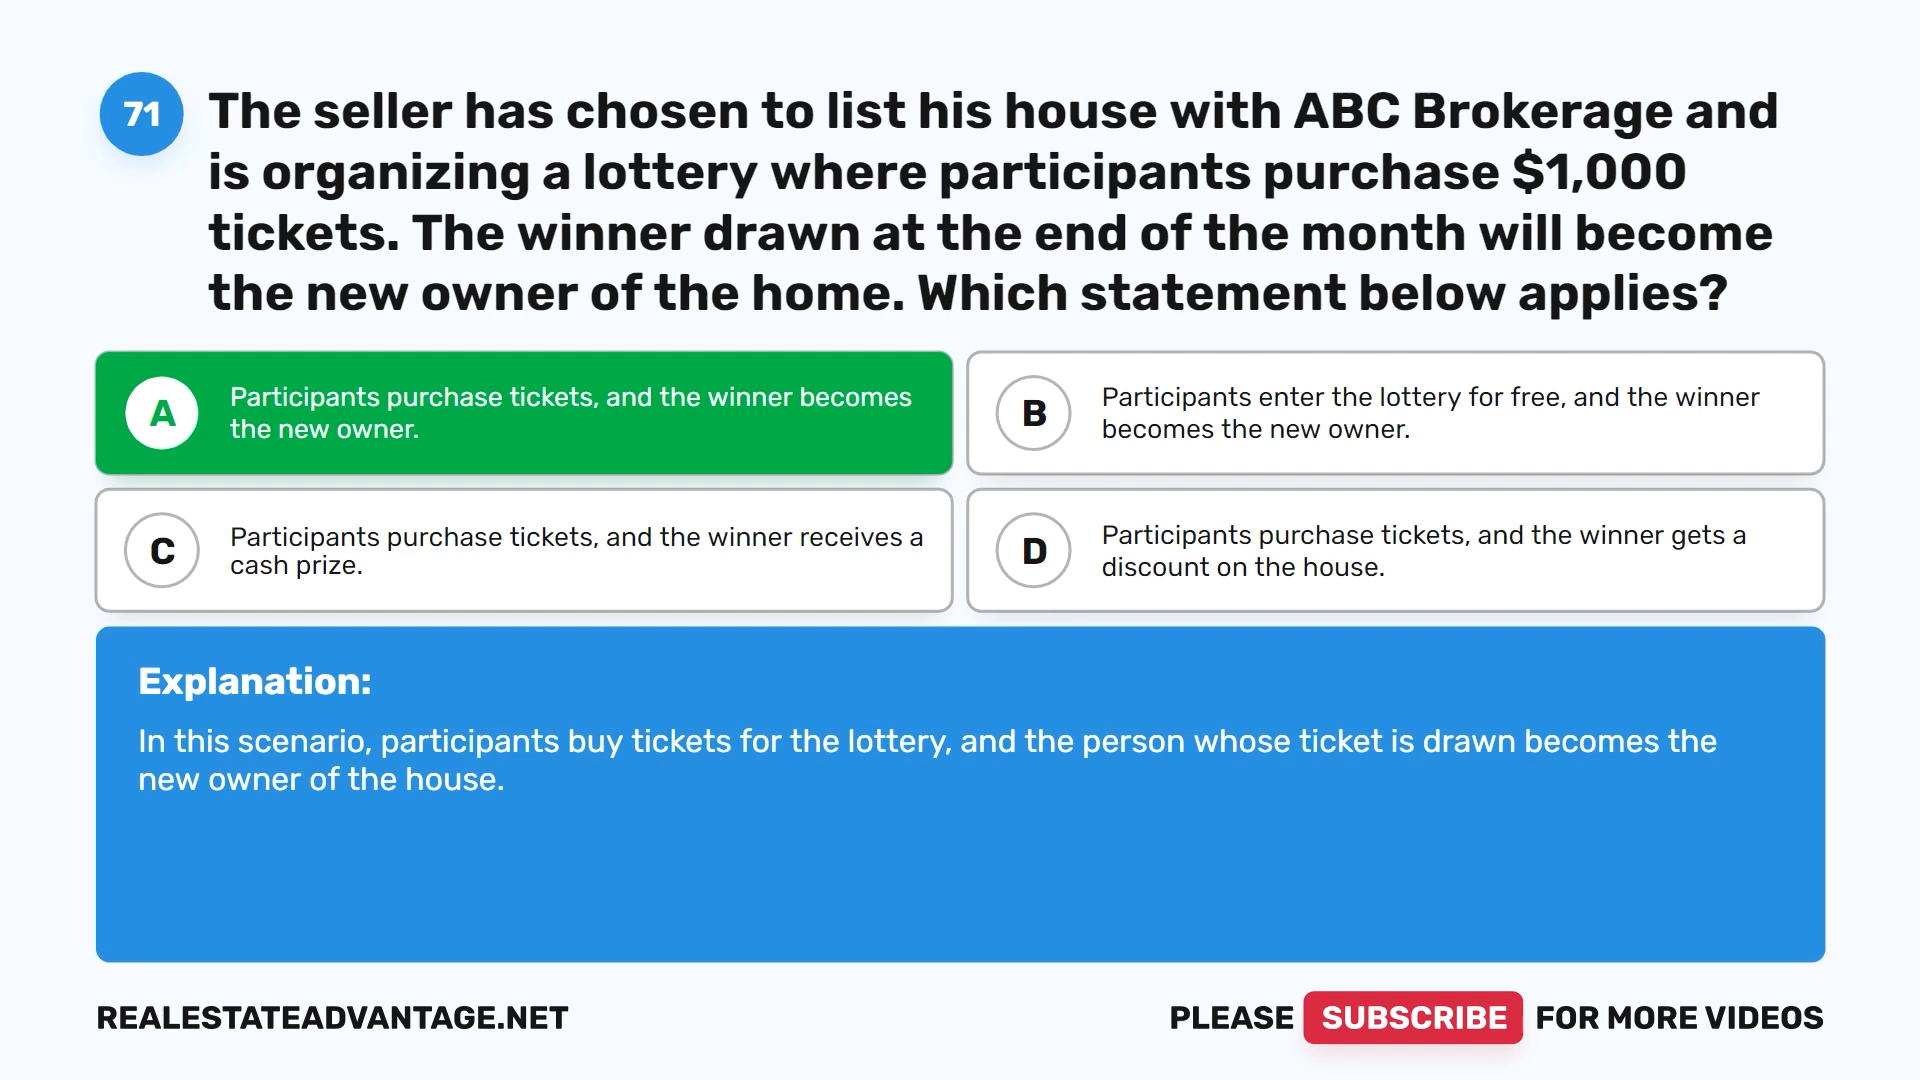 71
The seller has chosen to list his house with ABC Brokerage and
is organizing a lottery where participants purchase $1,000
tickets. The winner drawn at the end of the month will become
the new owner of the home. Which statement below applies?
A
Participants purchase tickets, and the winner becomes
the new owner.
B
Participants enter the lottery for free, and the winner
becomes the new owner.
C
Participants purchase tickets, and the winner receives a
cash prize.
D
Participants purchase tickets, and the winner gets a
discount on the house.
Explanation:
In this scenario, participants buy tickets for the lottery, and the person whose ticket is drawn becomes the
new owner of the house.
REALESTATEADVANTAGE.NET
PLEASE SUBSCRIBE FOR MORE VIDEOS